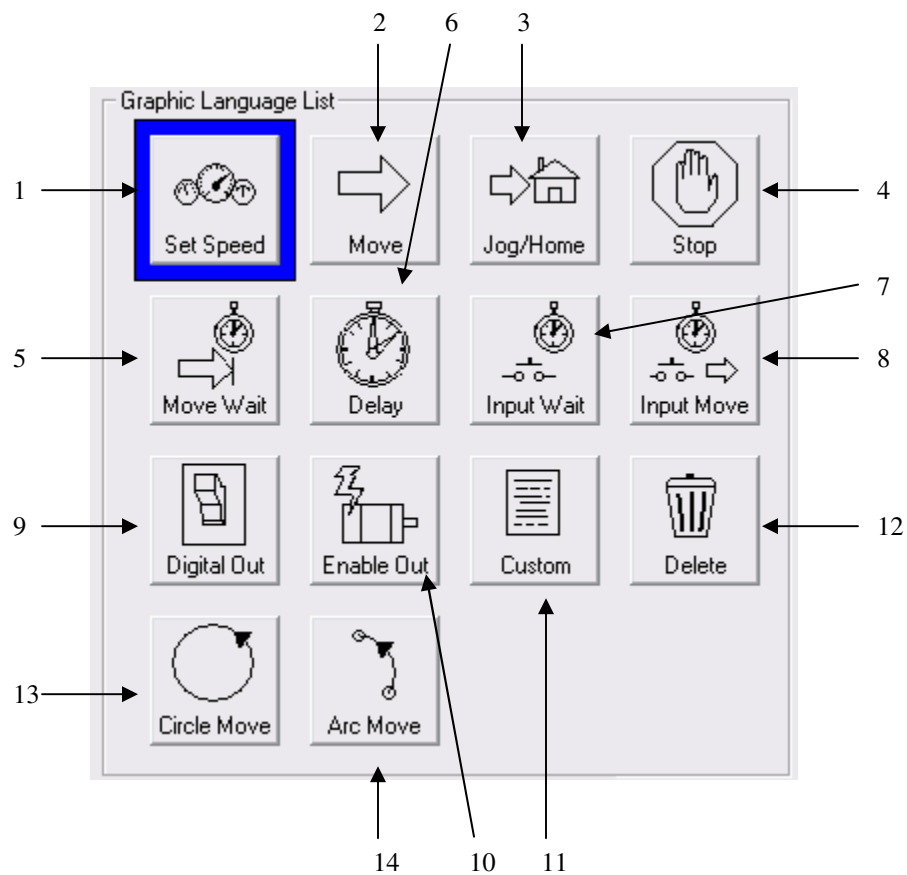 2 6 3
Graphic Language List
1 4
Set Speed Move Jog/Home Stop
7
5 8
Move Wait Delay Input Wait Input Move
9 12
Digital Out Enable Out Custom Delete
13
Circle Move Arc Move
14 10 11